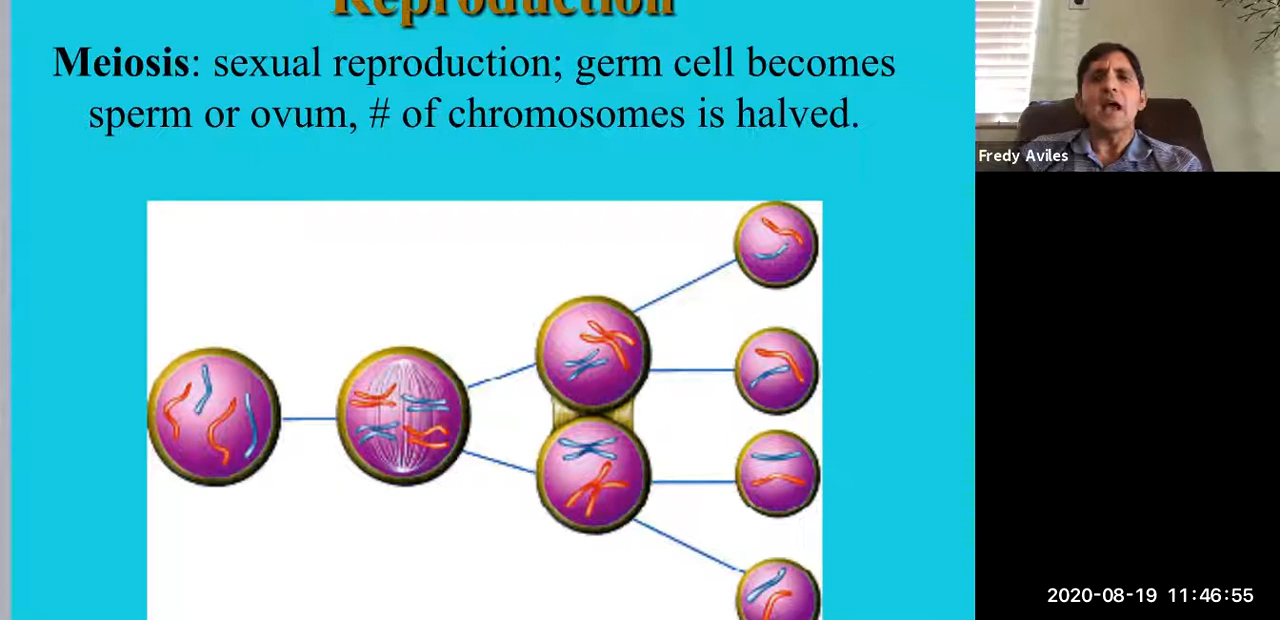 Reproduction
Meiosis: sexual reproduction; germ cell becomes
sperm or ovum, # of chromosomes is halved.
Fredy Aviles
2020-08-19 11:46:55